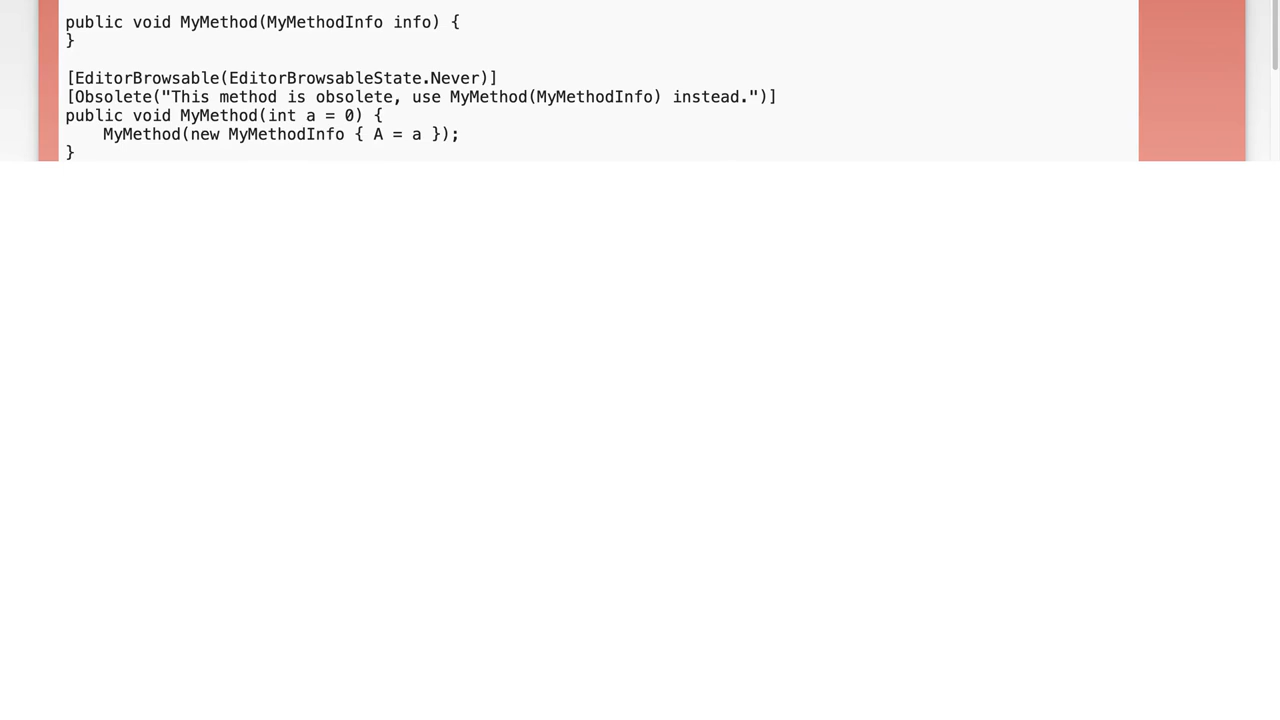 public void MyMethod(MyMethodInfo info) {
}
[EditorBrowsable(EditorBrowsableState.Never)]
[Obsolete("This method is obsolete, use MyMethod(MyMethodInfo) instead.")]
public void MyMethod(int a = 0) {
    MyMethod(new MyMethodInfo { A = a });
}